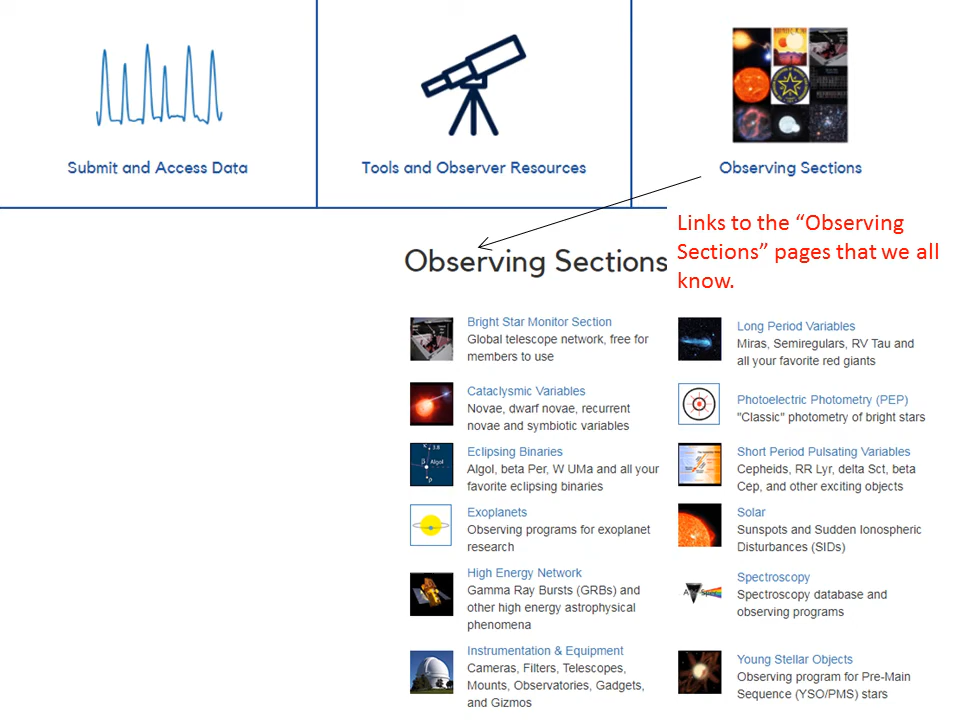 Submit and Access Data
Tools and Observer Resources
Observing Sections
Links to the “Observing
Sections” pages that we all
know.
Observing Sections
Bright Star Monitor Section
Global telescope network, free for
members to use
Cataclysmic Variables
Novae, dwarf novae, recurrent
novae and symbiotic variables
Eclipsing Binaries
Algol, beta Per, W UMa and all your
favorite eclipsing binaries
Algol
β
Exoplanets
Observing programs for exoplanet
research
High Energy Network
Gamma Ray Bursts (GRBs) and
other high energy astrophysical
phenomena
Instrumentation & Equipment
Cameras, Filters, Telescopes,
Mounts, Observatories, Gadgets,
and Gizmos
Long Period Variables
Miras, Semiregulars, RV Tau and
all your favorite red giants
Photoelectric Photometry (PEP)
"Classic" photometry of bright stars
Short Period Pulsating Variables
Cepheids, RR Lyr, delta Sct, beta
Cep, and other exciting objects
Solar
Sunspots and Sudden Ionospheric
Disturbances (SIDs)
Spectroscopy
Spectroscopy database and
observing programs
Young Stellar Objects
Observing program for Pre-Main
Sequence (YSO/PMS) stars